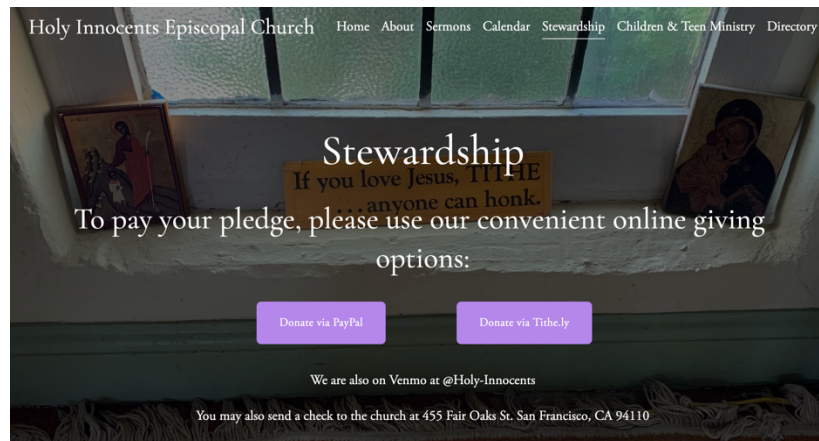 Holy Innocents Episcopal Church Home About Sermons Calendar Stewardship Children & Teen Ministry Directory
Stewardship
If you love Jesus, TITHE
...anyone can honk.
To pay your pledge, please use our convenient online giving
options:
Donate via PayPal Donate via Tithe.ly
We are also on Venmo at @Holy-Innocents
You may also send a check to the church at 455 Fair Oaks St. San Francisco, CA 94110